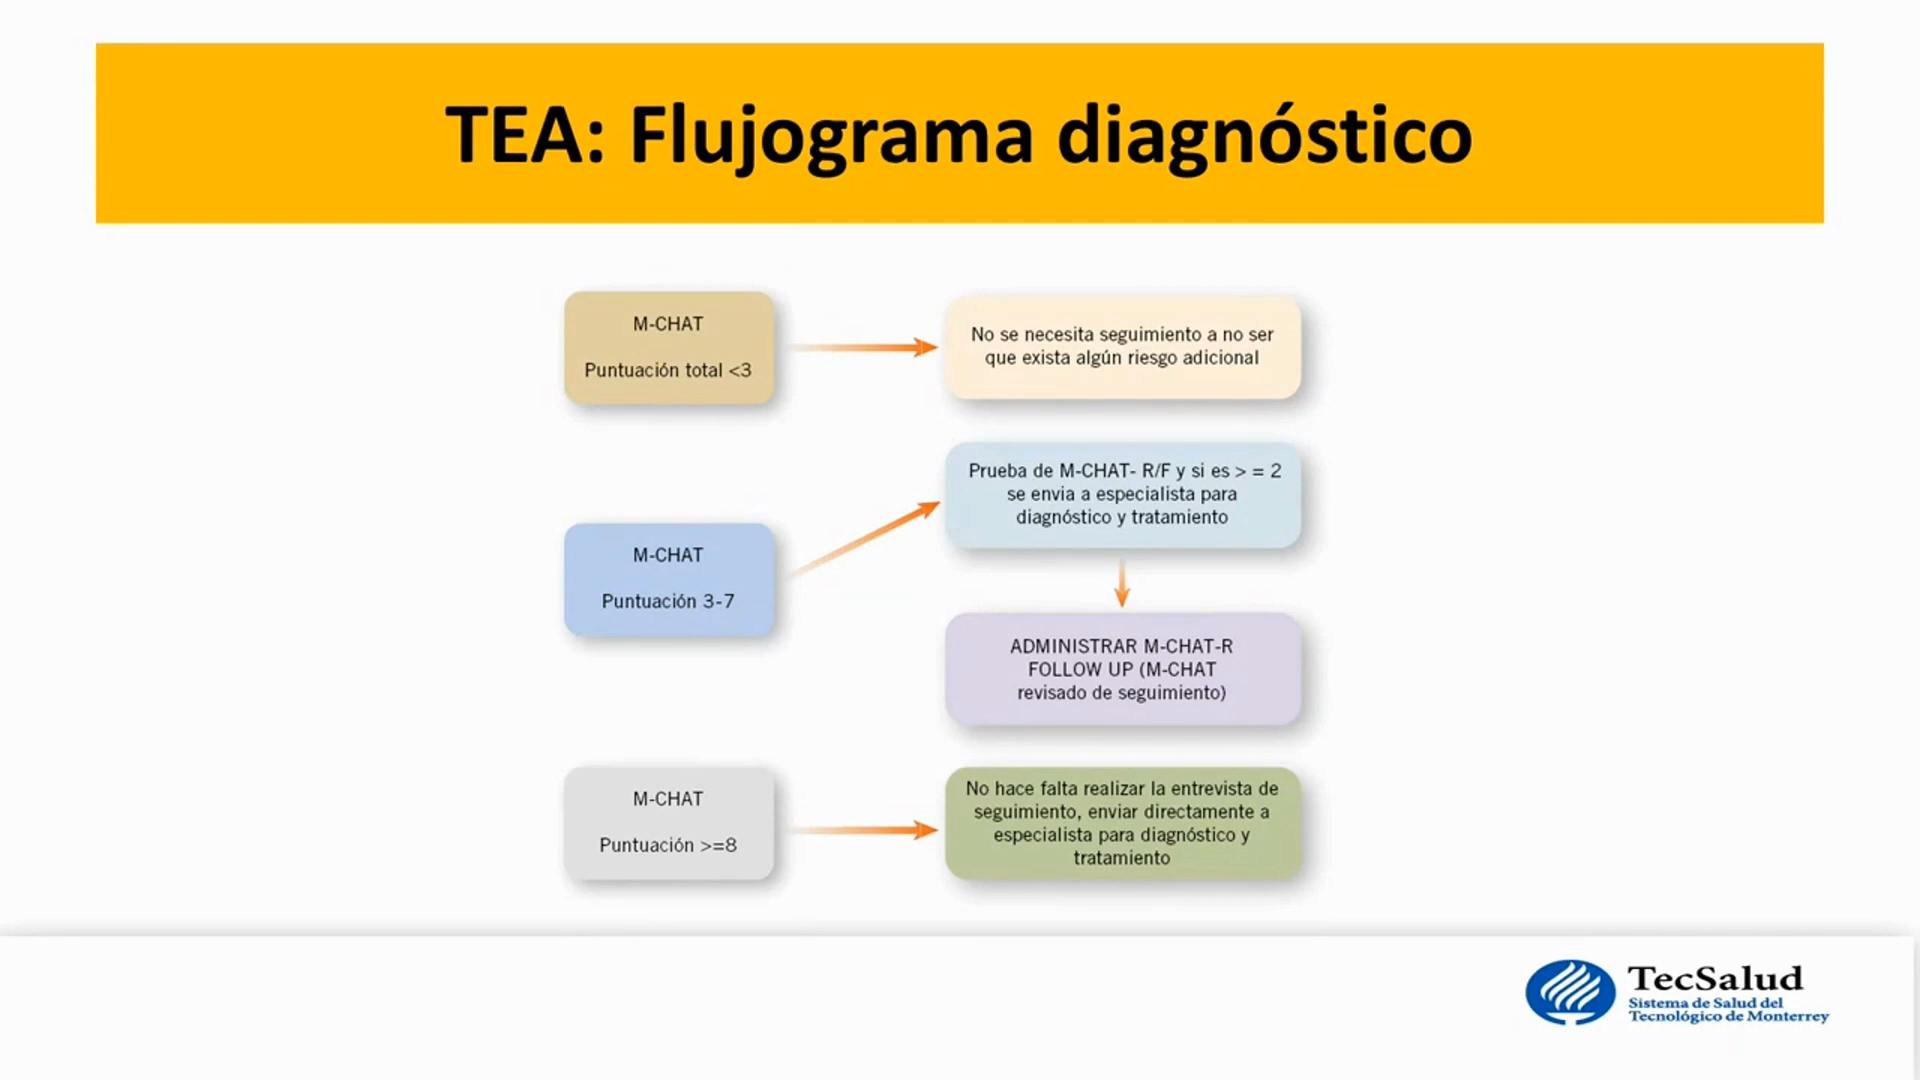 TEA: Flujograma diagnóstico
M-CHAT
Puntuación total <3
No se necesita seguimiento a no ser
que exista algún riesgo adicional
M-CHAT
Puntuación 3-7
Prueba de M-CHAT- R/F y si es > = 2
se envia a especialista para
diagnóstico y tratamiento
ADMINISTRAR M-CHAT-R
FOLLOW UP (M-CHAT
revisado de seguimiento)
M-CHAT
Puntuación >=8
No hace falta realizar la entrevista de
seguimiento, enviar directamente a
especialista para diagnóstico y
tratamiento
TecSalud
Sistema de Salud del
Tecnológico de Monterrey